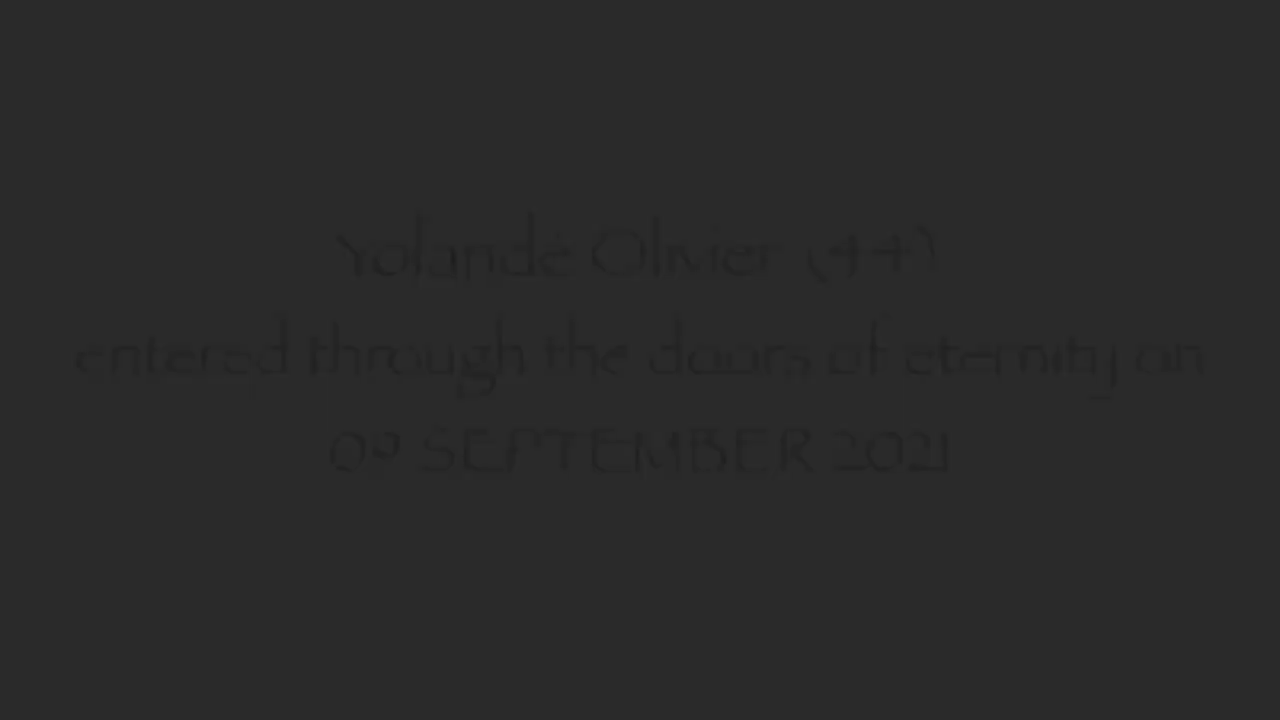 Yolandé Olivier (44)
entered through the doors of eternity on
09 SEPTEMBER 2021